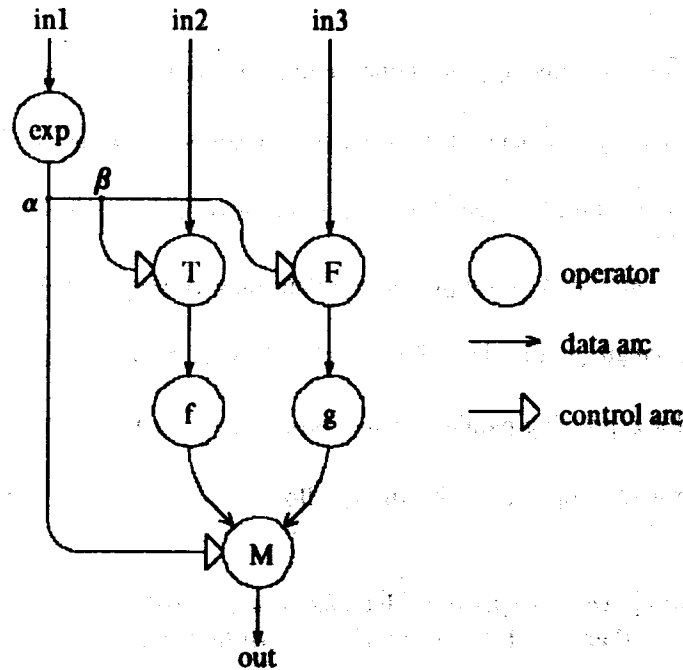 in1 in2 in3
exp
β
α
T F operator
data arc
f g control arc
M
out